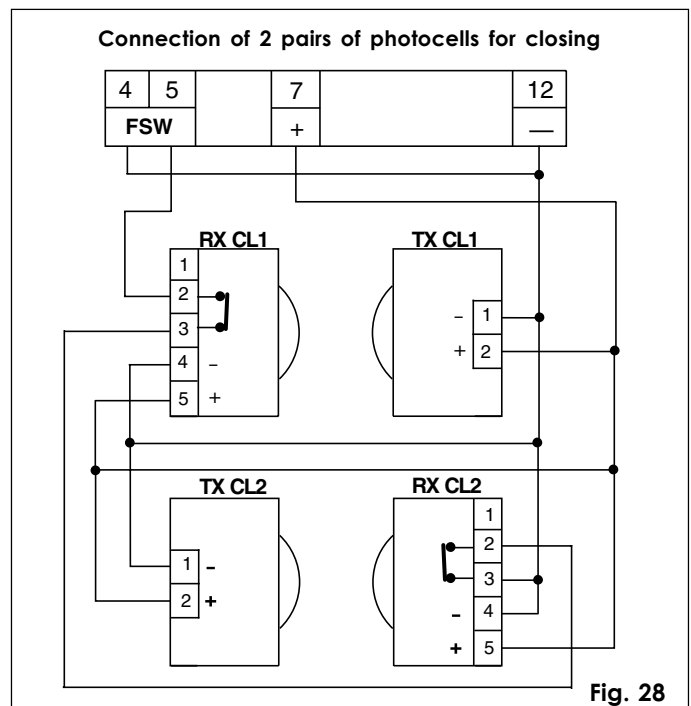 Connection of 2 pairs of photocells for closing
4 5 7 12
FSW + —
RX CL1 TX CL1
1
2
3
4 –
5 +
– 1
+ 2
TX CL2 RX CL2
1 -
2 +
1
2
3
- 4
+ 5
Fig. 28